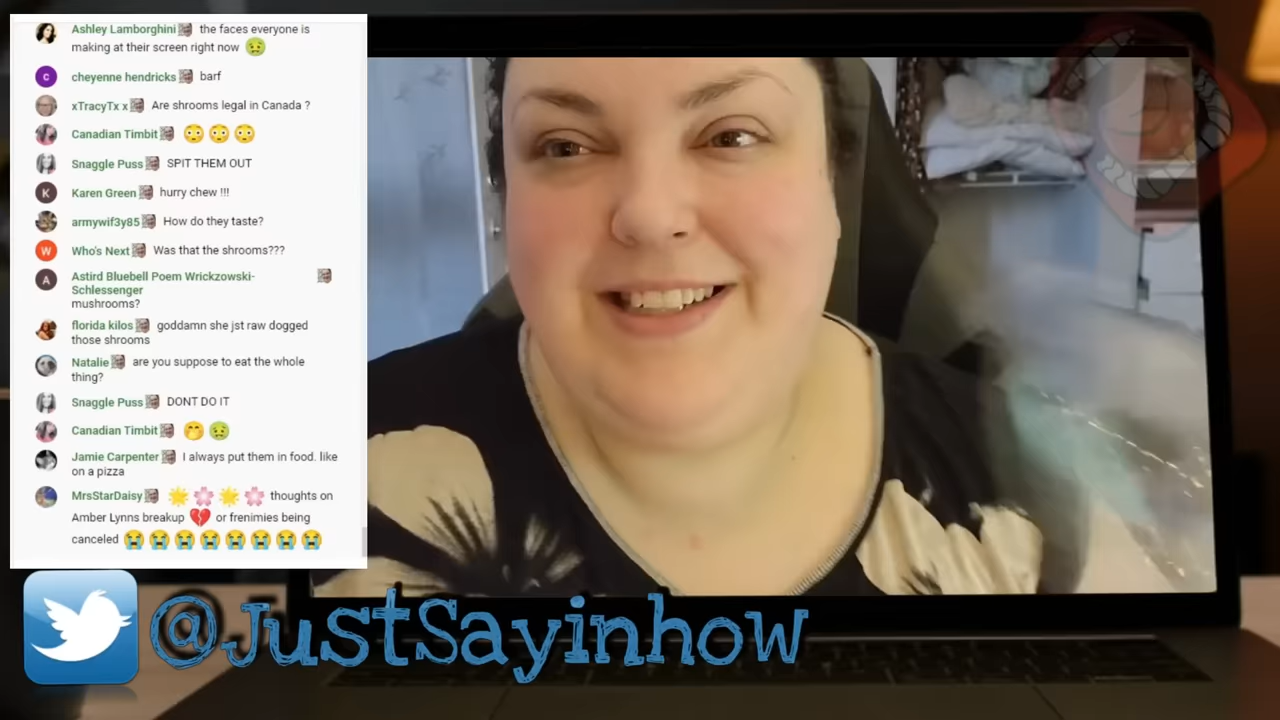 Ashley Lamborghini the faces everyone is
making at their screen right now 🤢
C
cheyenne hendricks barf
xTracyTx x Are shrooms legal in Canada ?
Canadian Timbit 😳 😳 😳
Snaggle Puss SPIT THEM OUT
K
Karen Green hurry chew !!!
armywif3y85 How do they taste?
W
Who's Next Was that the shrooms???
A
Astird Bluebell Poem Wrickzowski-
Schlessenger
mushrooms?
florida kilos goddamn she jst raw dogged
those shrooms
Natalie are you suppose to eat the whole
thing?
Snaggle Puss DONT DO IT
Canadian Timbit 🤭 🤢
Jamie Carpenter I always put them in food. like
on a pizza
MrsStarDaisy 🌟 🌸 🌟 🌸 thoughts on
Amber Lynns breakup 💔 or frenimies being
canceled 😭 😭 😭 😭 😭 😭 😭 😭
@JustSayinhow